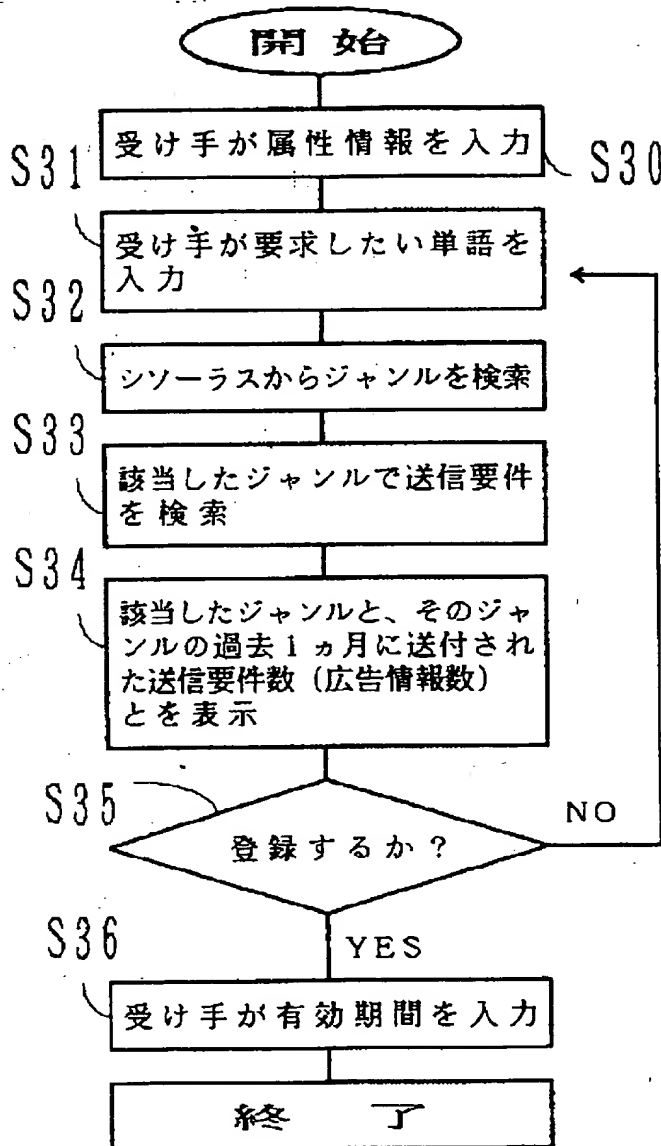 開始
受け手が属性情報を入力
S30
S31
受け手が要求したい単語を
入力
S32
シソーラスからジャンルを検索
S33
該当したジャンルで送信要件
を検索
S34
該当したジャンルと、そのジャ
ンルの過去1ヵ月に送付され
た送信要件数（広告情報数）
とを表示
S35
登録するか？
NO
YES
S36
受け手が有効期間を入力
終了